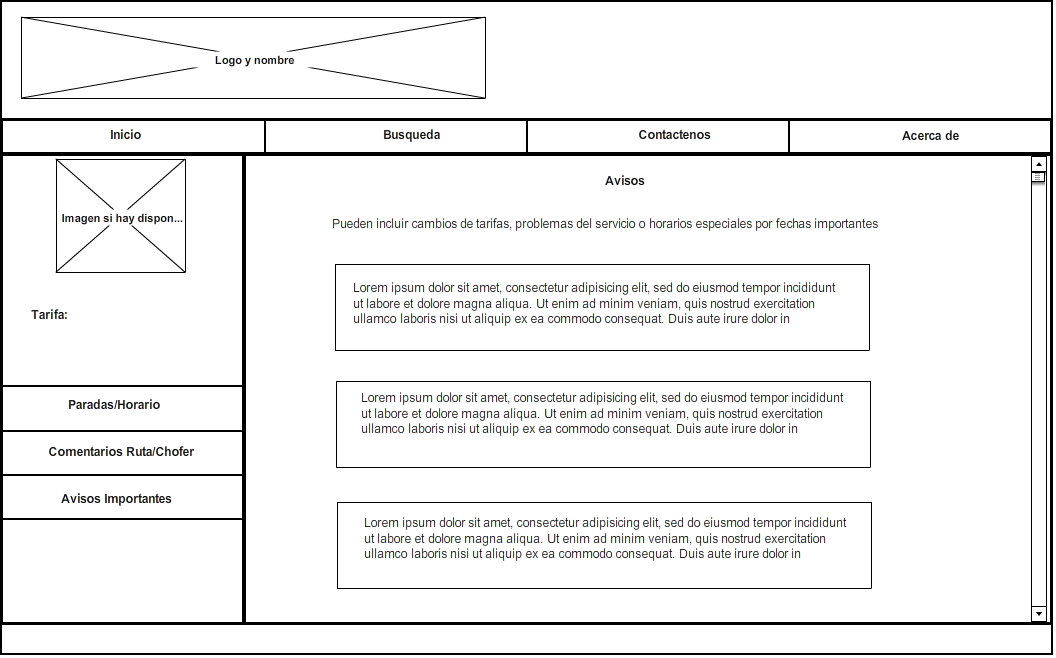 Logo y nombre
Inicio
Busqueda
Contactenos
Acerca de
Imagen si hay dispon...
Tarifa:
Paradas/Horario
Comentarios Ruta/Chofer
Avisos Importantes
Avisos
Pueden incluir cambios de tarifas, problemas del servicio o horarios especiales por fechas importantes
Lorem ipsum dolor sit amet, consectetur adipisicing elit, sed do eiusmod tempor incididunt
ut labore et dolore magna aliqua. Ut enim ad minim veniam, quis nostrud exercitation
ullamco laboris nisi ut aliquip ex ea commodo consequat. Duis aute irure dolor in
Lorem ipsum dolor sit amet, consectetur adipisicing elit, sed do eiusmod tempor incididunt
ut labore et dolore magna aliqua. Ut enim ad minim veniam, quis nostrud exercitation
ullamco laboris nisi ut aliquip ex ea commodo consequat. Duis aute irure dolor in
Lorem ipsum dolor sit amet, consectetur adipisicing elit, sed do eiusmod tempor incididunt
ut labore et dolore magna aliqua. Ut enim ad minim veniam, quis nostrud exercitation
ullamco laboris nisi ut aliquip ex ea commodo consequat. Duis aute irure dolor in